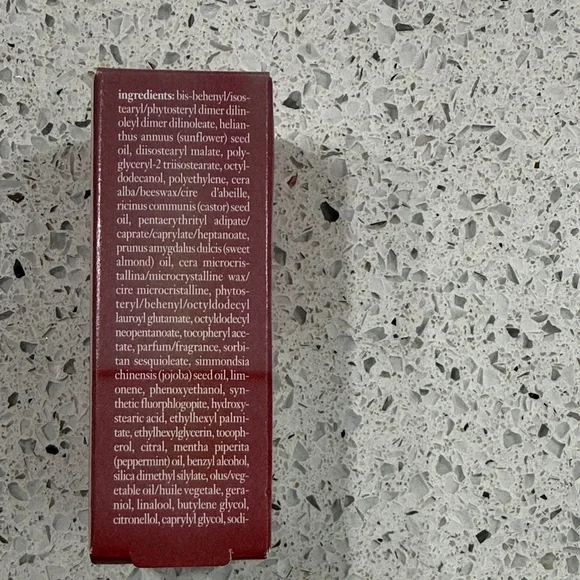 ingredients: bis-behenyl/isos-
tearyl/phytosteryl dimer dilin-
oleyl dimer dilinoleate, helian-
thus annuus (sunflower) seed
oil, diisostearyl malate, poly-
glyceryl-2 triisostearate, octyl-
dodecanol, polyethylene, cera
alba/beeswax/cire d'abeille,
ricinus communis (castor) seed
oil, pentaerythrityl adipate/
caprate/caprylate/heptanoate,
prunus amygdalus dulcis (sweet
almond) oil, cera microcris-
tallina/microcrystalline wax/
cire microcristalline, phytos-
teryl/behenyl/octyldodecyl
lauroyl glutamate, octyldodecyl
neopentanoate, tocopheryl ace-
tate, parfum/fragrance, sorbi-
tan sesquioleate, simmondsia
chinensis (jojoba) seed oil, lim-
onene, phenoxyethanol, syn-
thetic fluorphlogopite, hydroxy-
stearic acid, ethylhexyl palmi-
tate, ethylhexylglycerin, tocoph-
erol, citral, mentha piperita
(peppermint) oil, benzyl alcohol,
silica dimethyl silylate, olus/veg-
etable oil/huile vegetale, gera-
niol, linalool, butylene glycol,
citronellol, caprylyl glycol, sodi-